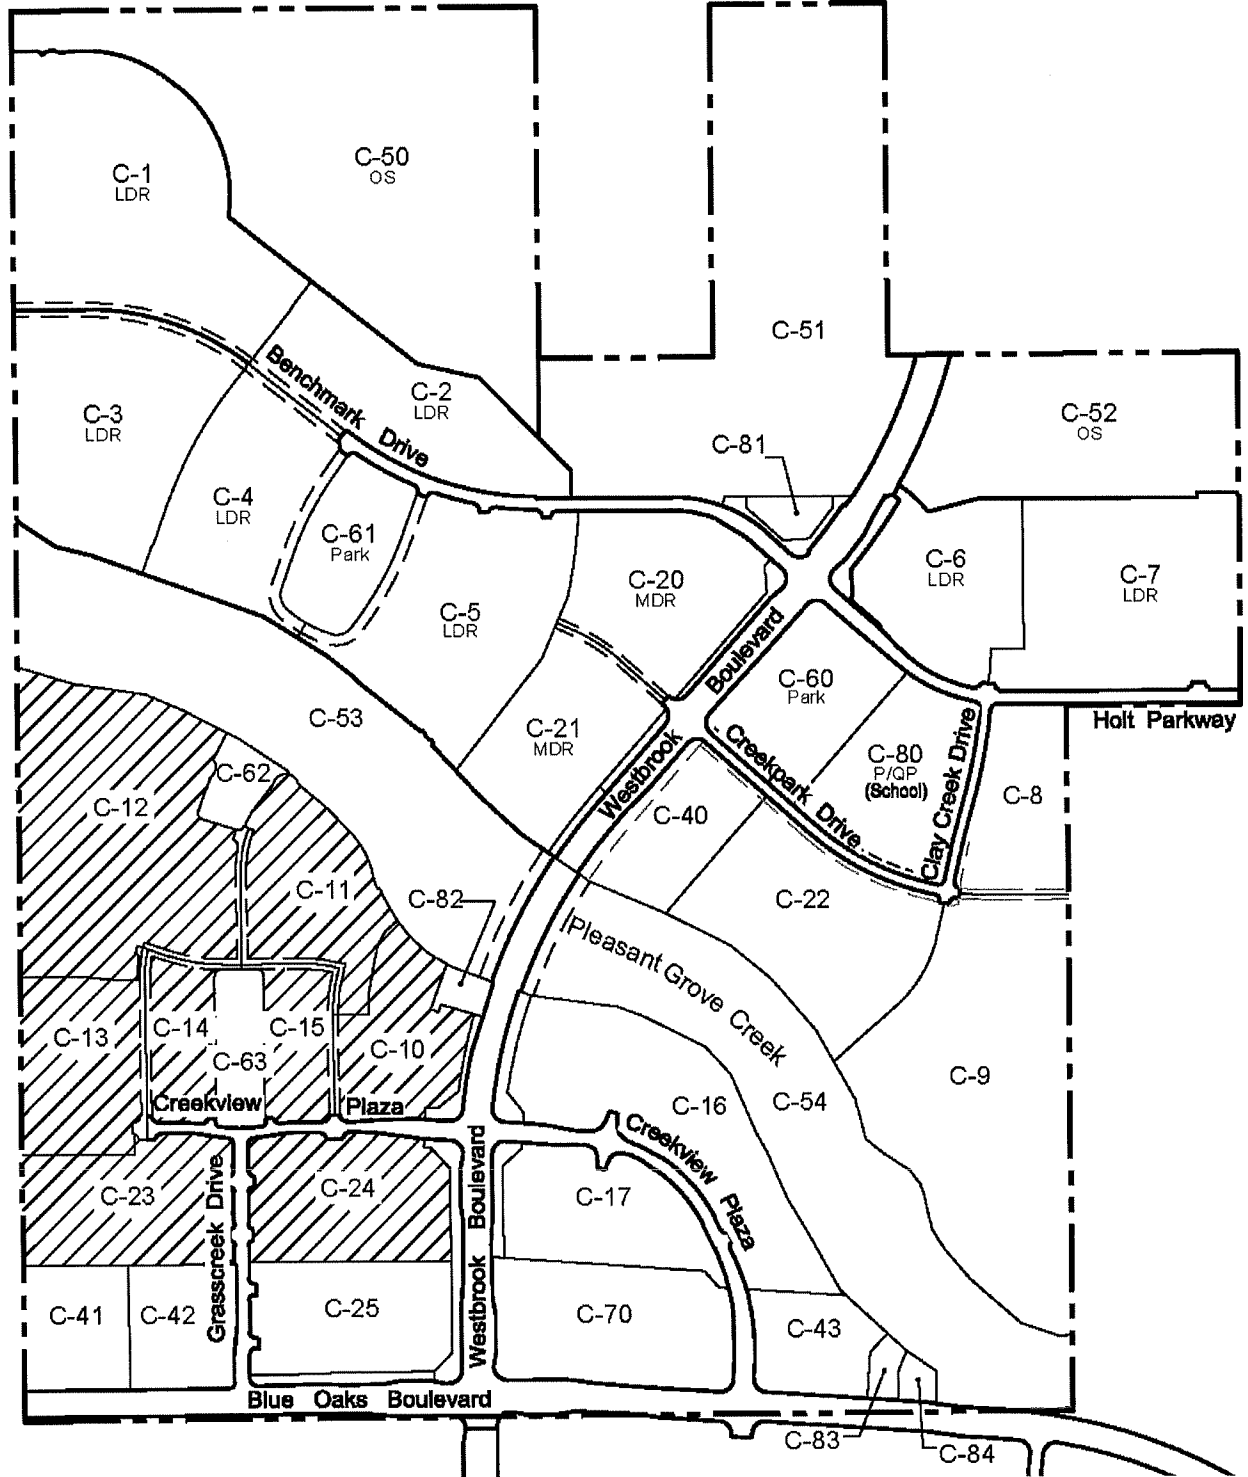 C-50
OS
C-1
LDR
C-51
Benchmark Drive
C-2
LDR
C-3
LDR
C-52
OS
C-81
C-4
LDR
C-61
Park
C-20
MDR
C-6
LDR
C-7
LDR
C-5
LDR
Boulevard
C-60
Park
C-53
C-21
MDR
Holt Parkway
Creekpark Drive
C-80
P/QP
(School)
Clay Creek Drive
C-62
Westbrook
C-12
C-40
C-8
C-11
C-82
C-22
Pleasant Grove Creek
C-13
C-14
C-15
C-63
C-10
C-9
Creekview Plaza
C-16
C-54
Creekview Plaza
Westbrook Boulevard
Grasscreek Drive
C-23
C-24
C-17
C-41
C-42
C-25
C-70
C-43
Blue Oaks Boulevard
C-83
C-84